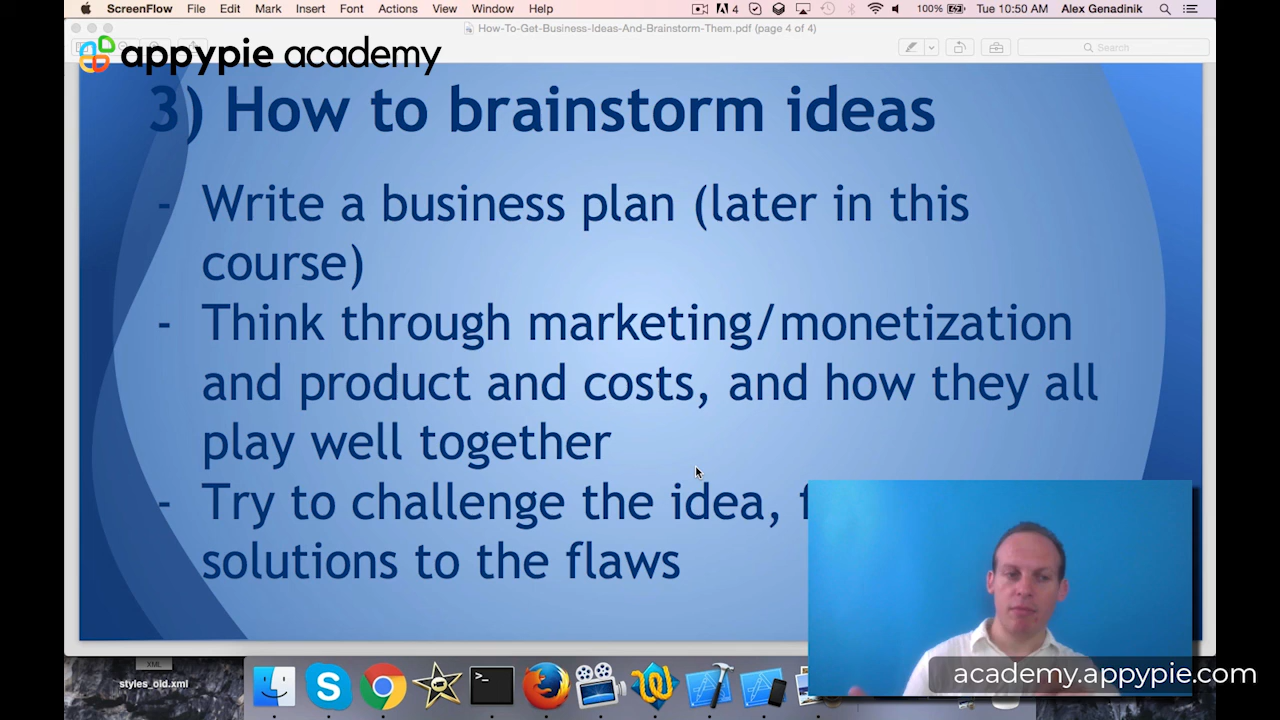 ScreenFlow File Edit Mark Insert Font Actions View Window Help 4 100% Tue 10:50 AM Alex Genadinik
How-To-Get-Business-Ideas-And-Brainstorm-Them.pdf (page 4 of 4)
Search
appypie academy
3) How to brainstorm ideas
- Write a business plan (later in this
course)
- Think through marketing/monetization
and product and costs, and how they all
play well together
- Try to challenge the idea,
solutions to the flaws
XML
styles_old.xml
S
academy.appypie.com